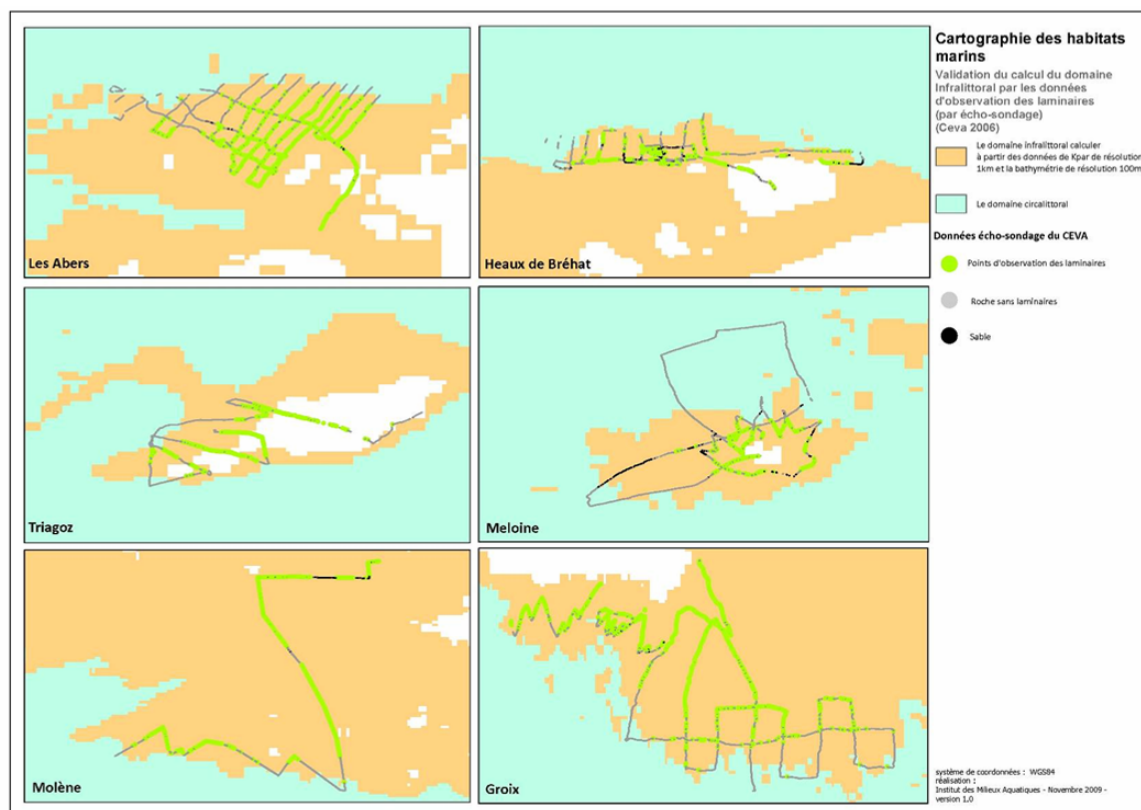 Cartographie des habitats
marins
Validation du calcul du domaine
Infralittoral par les données
d'observation des laminaires
(par écho-sondage)
(Ceva 2006)
Le domaine infralittoral calculer
à partir des données de Kpar de résolution
1km et la bathymétrie de résolution 100m
Le domaine circalittoral
Données écho-sondage du CEVA
Points d'observation des laminaires
Roche sans laminaires
Sable
Les Abers
Heaux de Bréhat
Triagoz
Meloine
Molène
Groix
système de coordonnées : WGS84
réalisation :
Institut des Milieux Aquatiques - Novembre 2009 -
version 1.0